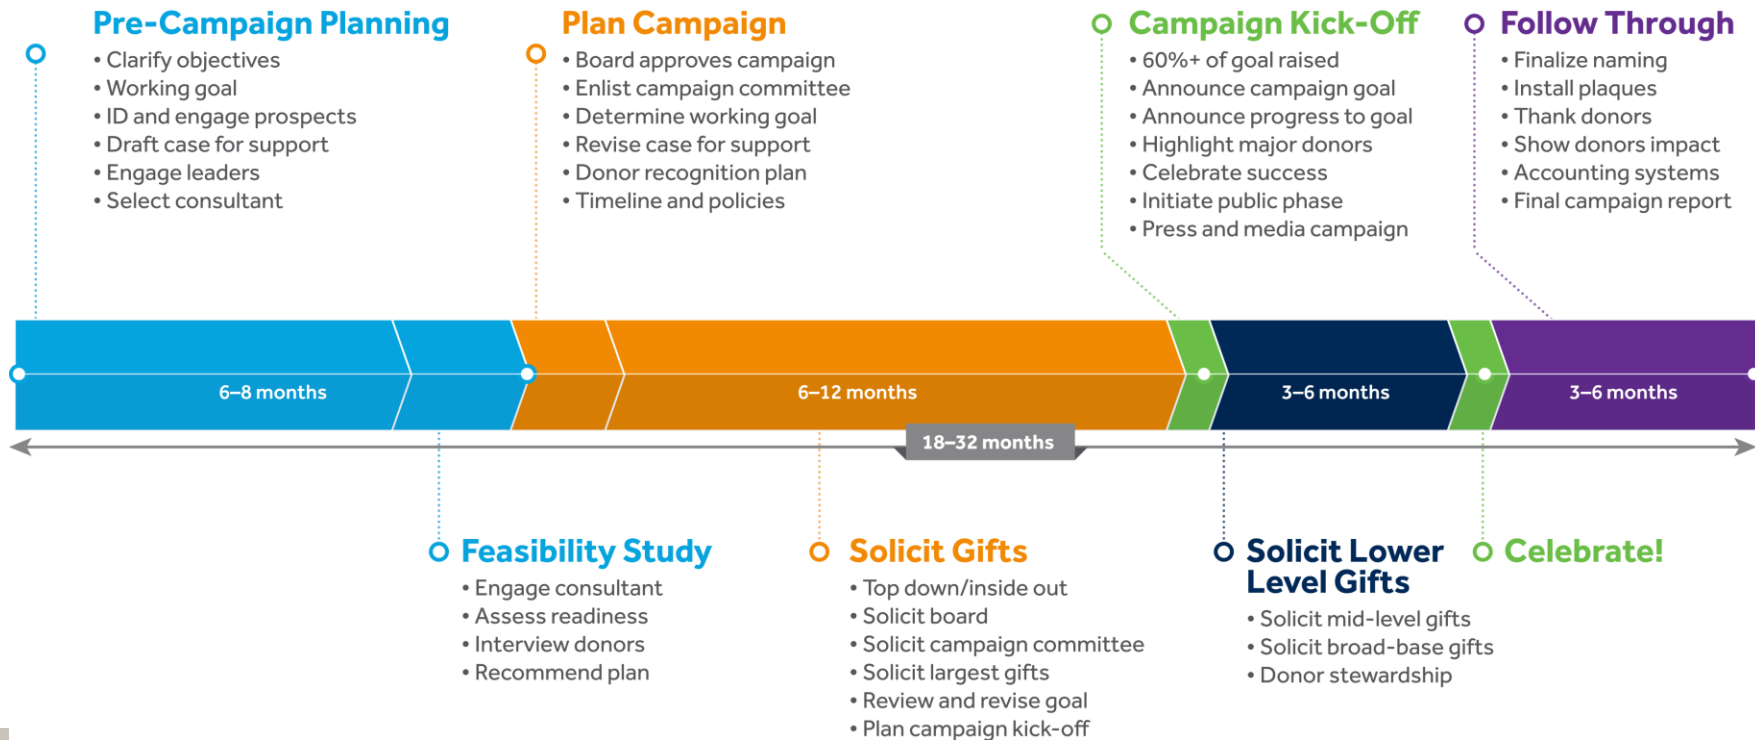 Pre-Campaign Planning
• Clarify objectives
• Working goal
• ID and engage prospects
• Draft case for support
• Engage leaders
• Select consultant
Plan Campaign
• Board approves campaign
• Enlist campaign committee
• Determine working goal
• Revise case for support
• Donor recognition plan
• Timeline and policies
Campaign Kick-Off
• 60%+ of goal raised
• Announce campaign goal
• Announce progress to goal
• Highlight major donors
• Celebrate success
• Initiate public phase
• Press and media campaign
Follow Through
• Finalize naming
• Install plaques
• Thank donors
• Show donors impact
• Accounting systems
• Final campaign report
6–8 months
6–12 months
3–6 months
3–6 months
18–32 months
Feasibility Study
• Engage consultant
• Assess readiness
• Interview donors
• Recommend plan
Solicit Gifts
• Top down/inside out
• Solicit board
• Solicit campaign committee
• Solicit largest gifts
• Review and revise goal
• Plan campaign kick-off
Solicit Lower
Level Gifts
• Solicit mid-level gifts
• Solicit broad-base gifts
• Donor stewardship
Celebrate!